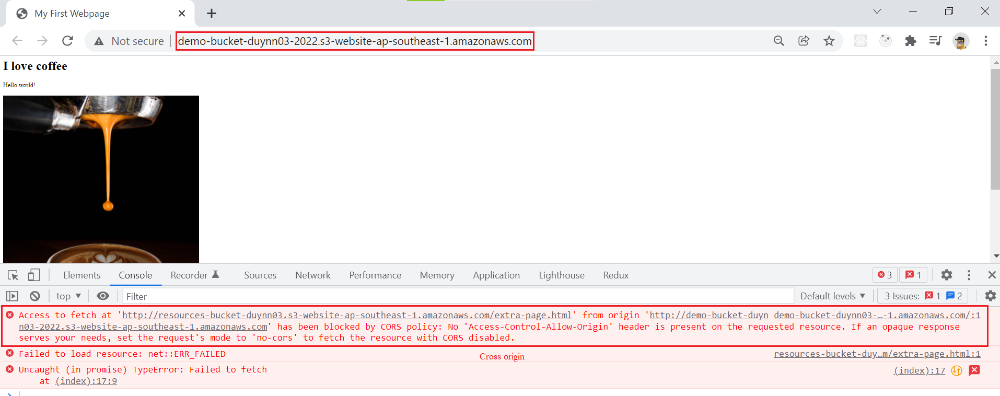 My First Webpage
Not secure | demo-bucket-duynn03-2022.s3-website-ap-southeast-1.amazonaws.com
I love coffee
Hello world!
Elements Console Recorder Sources Network Performance Memory Application Lighthouse Redux 3 1
top ▼ Filter Default levels ▼ 3 Issues: 1 2
Access to fetch at 'http://resources-bucket-duynn03.s3-website-ap-southeast-1.amazonaws.com/extra-page.html' from origin 'http://demo-bucket-duyn demo-bucket-duynn03-…-1.amazonaws.com/:1
n03-2022.s3-website-ap-southeast-1.amazonaws.com' has been blocked by CORS policy: No 'Access-Control-Allow-Origin' header is present on the requested resource. If an opaque response
serves your needs, set the request's mode to 'no-cors' to fetch the resource with CORS disabled.
Failed to load resource: net::ERR_FAILED resources-bucket-duy…m/extra-page.html:1
Cross origin
Uncaught (in promise) TypeError: Failed to fetch (index):17
at (index):17:9